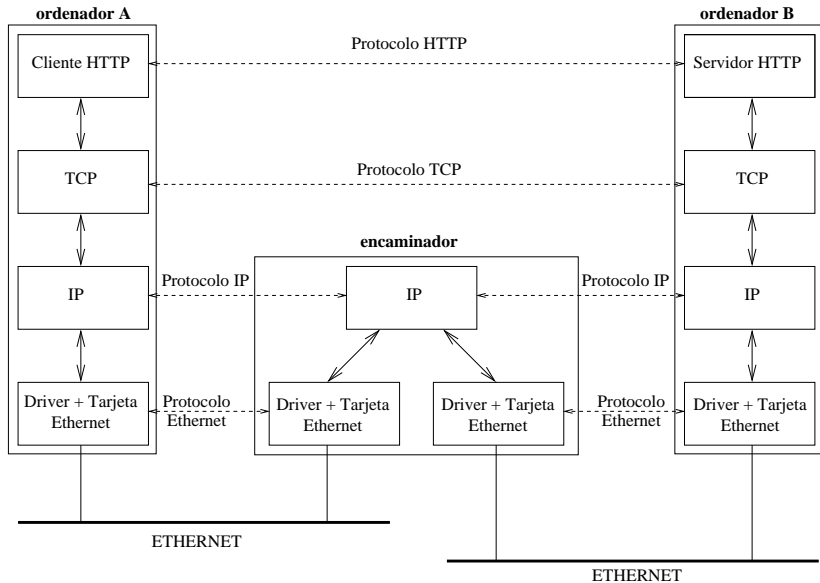 ordenador A
ordenador B
Cliente HTTP
Protocolo HTTP
Servidor HTTP
TCP
Protocolo TCP
TCP
encaminador
IP
Protocolo IP
IP
Protocolo IP
IP
Driver + Tarjeta
Ethernet
Protocolo
Ethernet
Driver + Tarjeta
Ethernet
Driver + Tarjeta
Ethernet
Protocolo
Ethernet
Driver + Tarjeta
Ethernet
ETHERNET
ETHERNET